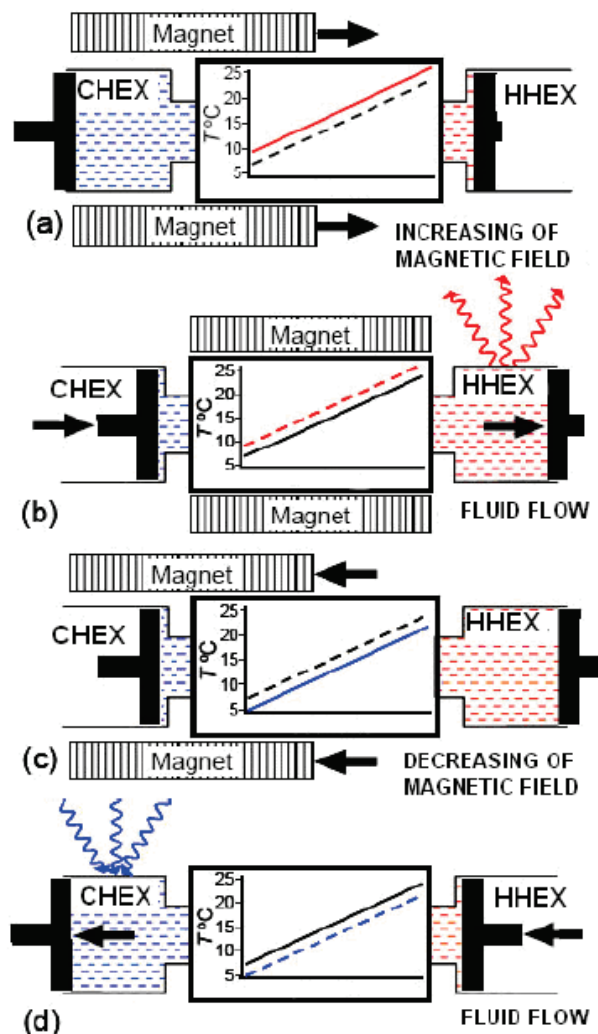 Magnet
CHEX
HHEX
T°C
25
20
15
10
5
(a)
Magnet
INCREASING OF
MAGNETIC FIELD
Magnet
CHEX
HHEX
T°C
25
20
15
10
5
(b)
Magnet
FLUID FLOW
Magnet
CHEX
HHEX
T°C
25
20
15
10
5
(c)
Magnet
DECREASING OF
MAGNETIC FIELD
CHEX
HHEX
T°C
25
20
15
10
5
(d)
FLUID FLOW